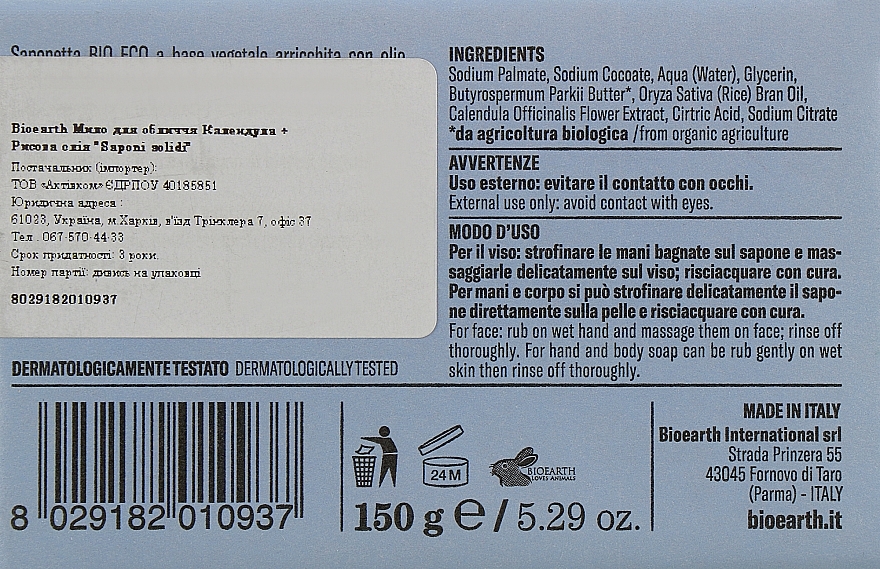 Saponetta BIO ECO a base vegetale arricchita con olio
Bioearth Мило для обличчя Календула +
Рисова олія "Saponi solidi"
Постачальник (імпортер):
ТОВ «Актівком» ЄДРПОУ 40185851
Юридична адреса :
61023, Україна, м.Харків, в'їзд Трінклера 7, офіс 37
Тел . 067-570-44-33
Срок придатності: 3 роки.
Номер партії: дивись на упаковці
8029182010937
DERMATOLOGICAMENTE TESTATO DERMATOLOGICALLY TESTED
8 029182 010937
INGREDIENTS
Sodium Palmate, Sodium Cocoate, Aqua (Water), Glycerin,
Butyrospermum Parkii Butter*, Oryza Sativa (Rice) Bran Oil,
Calendula Officinalis Flower Extract, Cirtric Acid, Sodium Citrate
*da agricoltura biologica /from organic agriculture
AVVERTENZE
Uso esterno: evitare il contatto con occhi.
External use only: avoid contact with eyes.
MODO D'USO
Per il viso: strofinare le mani bagnate sul sapone e mas-
saggiarle delicatamente sul viso; risciacquare con cura.
Per mani e corpo si può strofinare delicatamente il sapo-
ne direttamente sulla pelle e risciacquare con cura.
For face: rub on wet hand and massage them on face; rinse off
thoroughly. For hand and body soap can be rub gently on wet
skin then rinse off thoroughly.
24 M
BIOEARTH
LOVES ANIMALS
150 g e / 5.29 oz.
MADE IN ITALY
Bioearth International srl
Strada Prinzera 55
43045 Fornovo di Taro
(Parma) - ITALY
bioearth.it